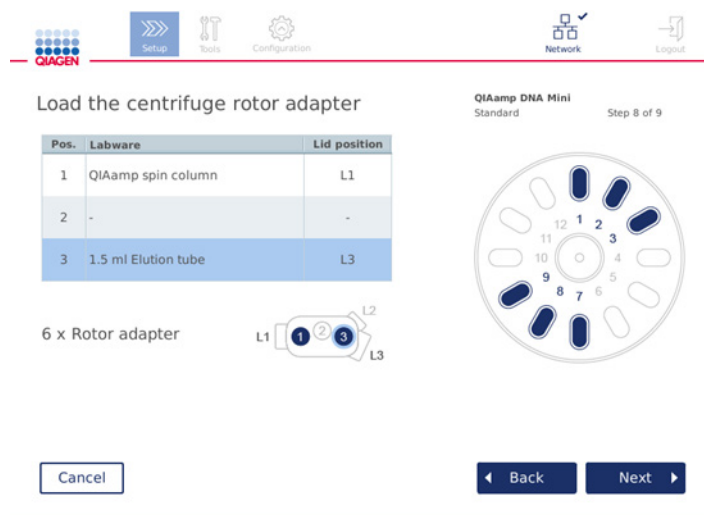 QIAGEN
Setup
Tools
Configuration
Network
Logout
Load the centrifuge rotor adapter
QIAamp DNA Mini
Standard Step 8 of 9
Pos. Labware Lid position
1 QIAamp spin column L1
2 - -
3 1.5 ml Elution tube L3
6 x Rotor adapter
L1 1 2 3 L2 L3
12 1 2
11 3
10 4
9 5
8 7 6
Cancel
Back
Next